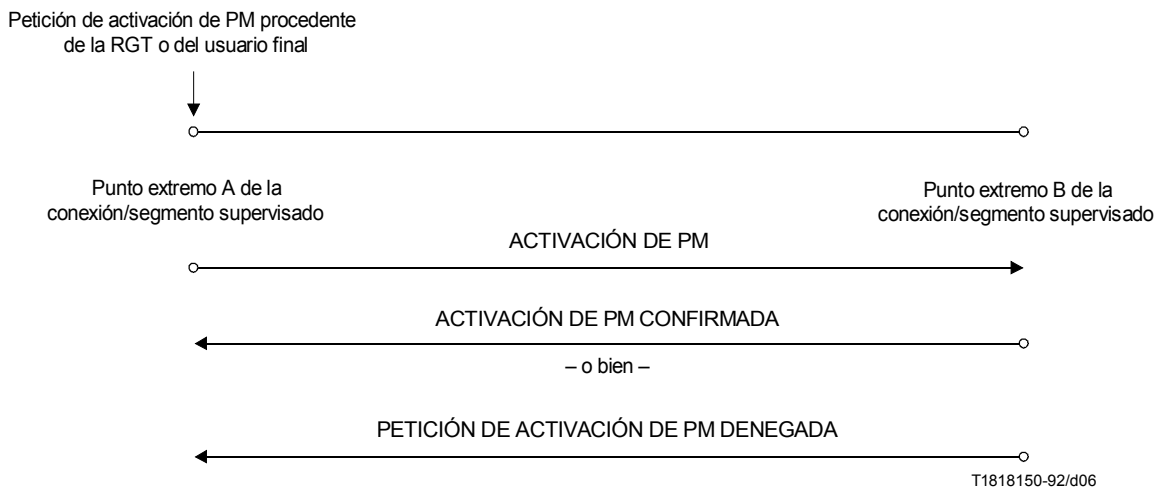 Petición de activación de PM procedente
de la RGT o del usuario final
Punto extremo A de la
conexión/segmento supervisado
Punto extremo B de la
conexión/segmento supervisado
ACTIVACIÓN DE PM
ACTIVACIÓN DE PM CONFIRMADA
– o bien –
PETICIÓN DE ACTIVACIÓN DE PM DENEGADA
T1818150-92/d06